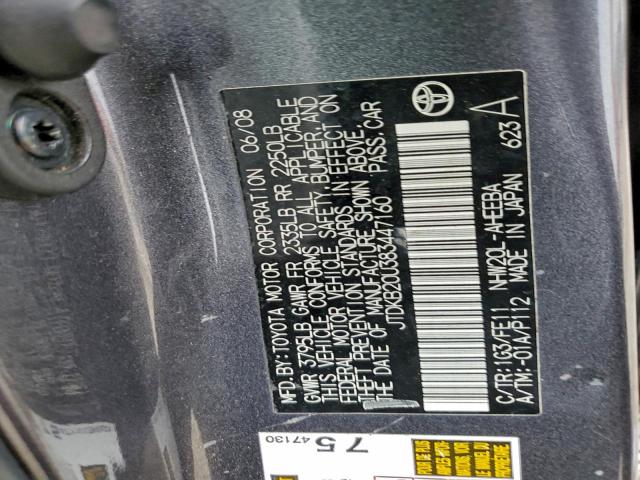 MFD.BY:TOYOTA MOTOR CORPORATION 06/08
GVWR 3795LB GAWR FR 2335LB RR 2250LB
THIS VEHICLE CONFORMS TO ALL APPLICABLE
FEDERAL MOTOR VEHICLE SAFETY, BUMPER, AND
THEFT PREVENTION STANDARDS IN EFFECT ON
THE DATE OF MANUFACTURE SHOWN ABOVE.
JTDKB20U383447160 PASS.CAR
C/TR:1G3/FE11 NHW20L-AHEEBA
A/TM:-01A/P112 MADE IN JAPAN 623 A
75 47130